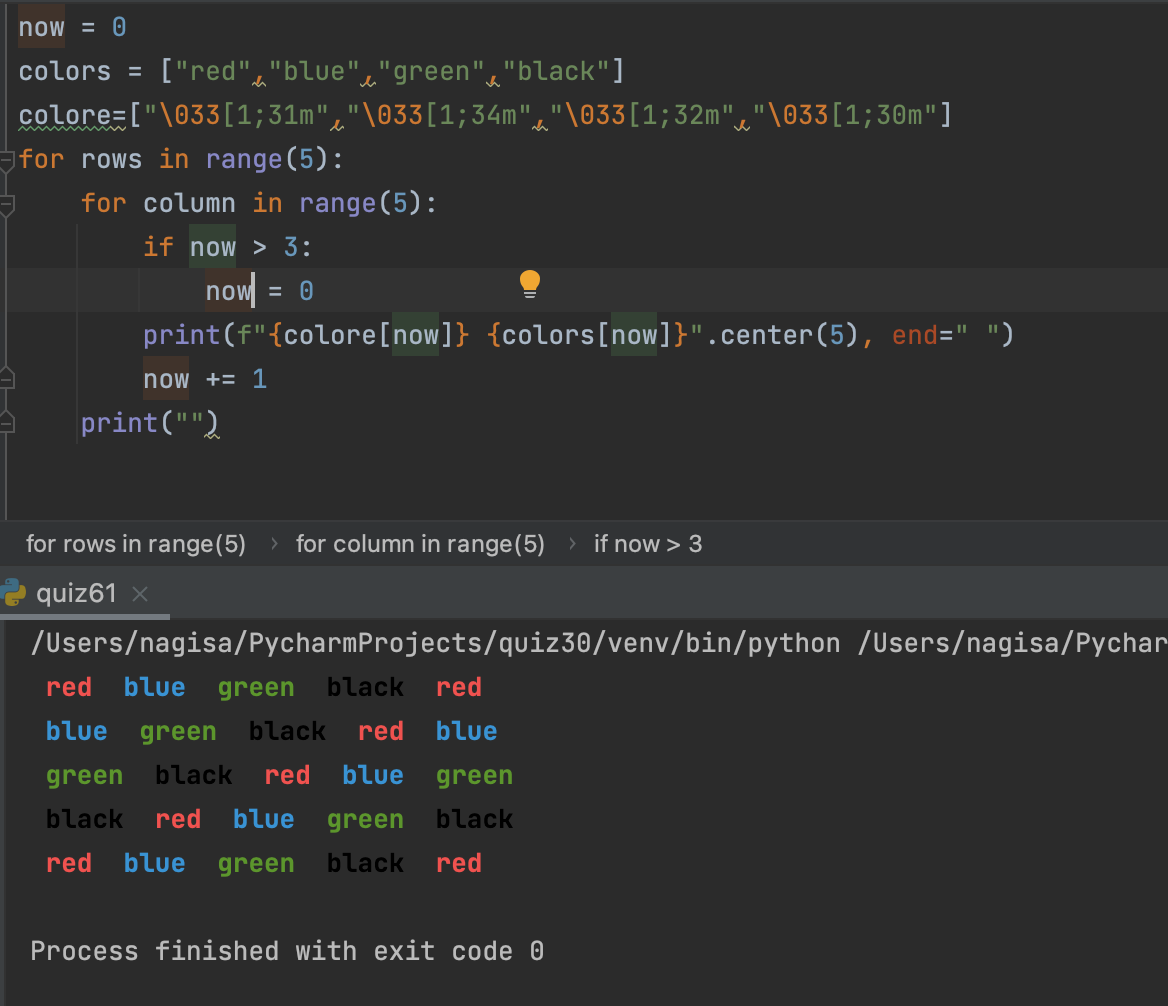 now = 0
colors = ["red","blue","green","black"]
colore=["\033[1;31m","\033[1;34m","\033[1;32m","\033[1;30m"]
for rows in range(5):
    for column in range(5):
        if now > 3:
            now = 0
        print(f"{colore[now]} {colors[now]}".center(5), end=" ")
        now += 1
    print("")
for rows in range(5) › for column in range(5) › if now > 3
quiz61 ×
/Users/nagisa/PycharmProjects/quiz30/venv/bin/python /Users/nagisa/Pychar
red blue green black red
blue green black red blue
green black red blue green
black red blue green black
red blue green black red
Process finished with exit code 0